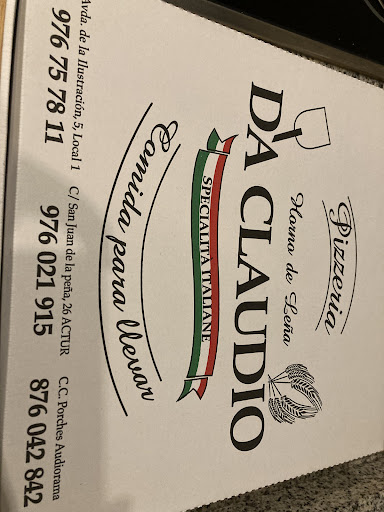 Pizzeria
Horno de Leña
DA CLAUDIO
SPECIALITA ITALIANE
Comida para llevar
Avda. de la Ilustración, 5, Local 1
976 75 78 11
C/ San Juan de la peña, 26 ACTUR
976 021 915
C.C. Porches Audiorama
876 042 842